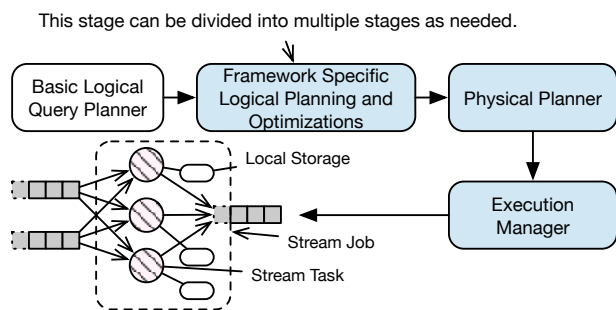 This stage can be divided into multiple stages as needed.
Basic Logical
Query Planner
Framework Specific
Logical Planning and
Optimizations
Physical Planner
Local Storage
Execution
Manager
Stream Job
Stream Task